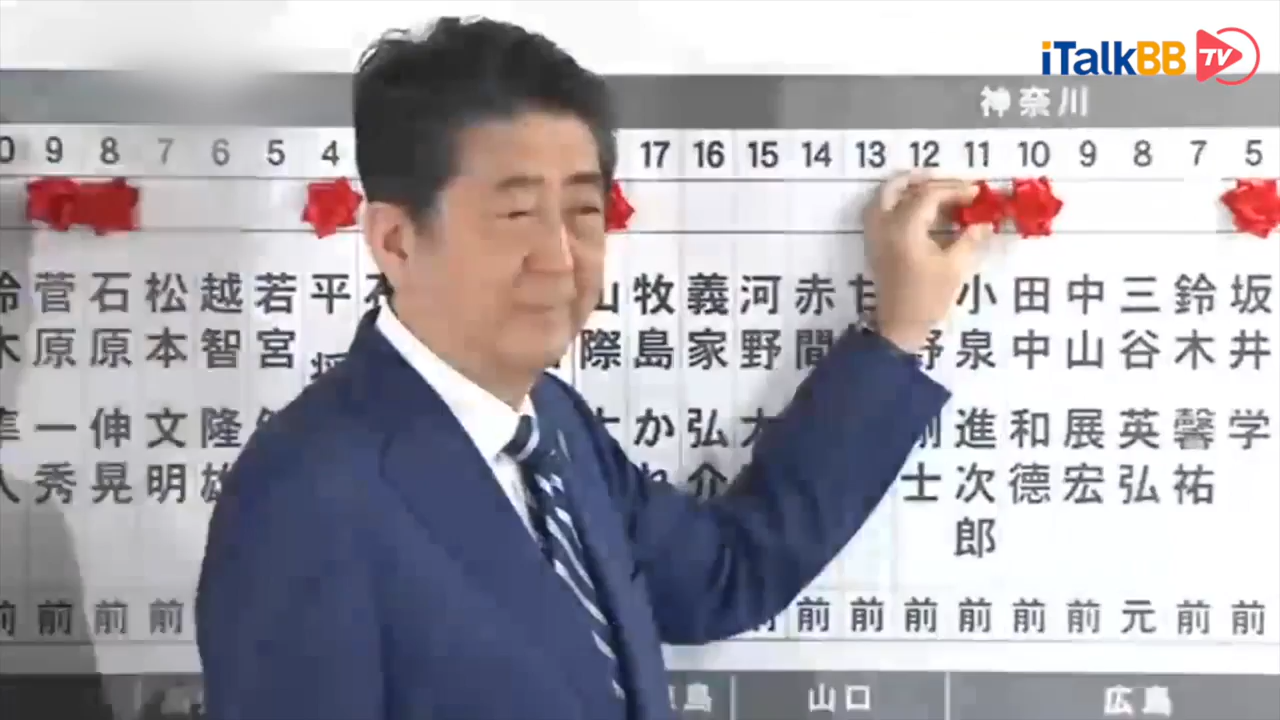 iTalkBB TV
神奈川
9 8 7 6 5 4 17 16 15 14 13 12 11 10 9 8 7 5
坂井学 前
鈴木馨祐 前
三谷英弘 元
中山展宏 前
田中和徳 前
小泉進次郎 前
士 前
前
赤間 前
河野
義家弘介
牧島か
際
平
若宮
越智隆雄
松本文明 前
石原伸晃 前
菅原一秀 前
島
山口
広島